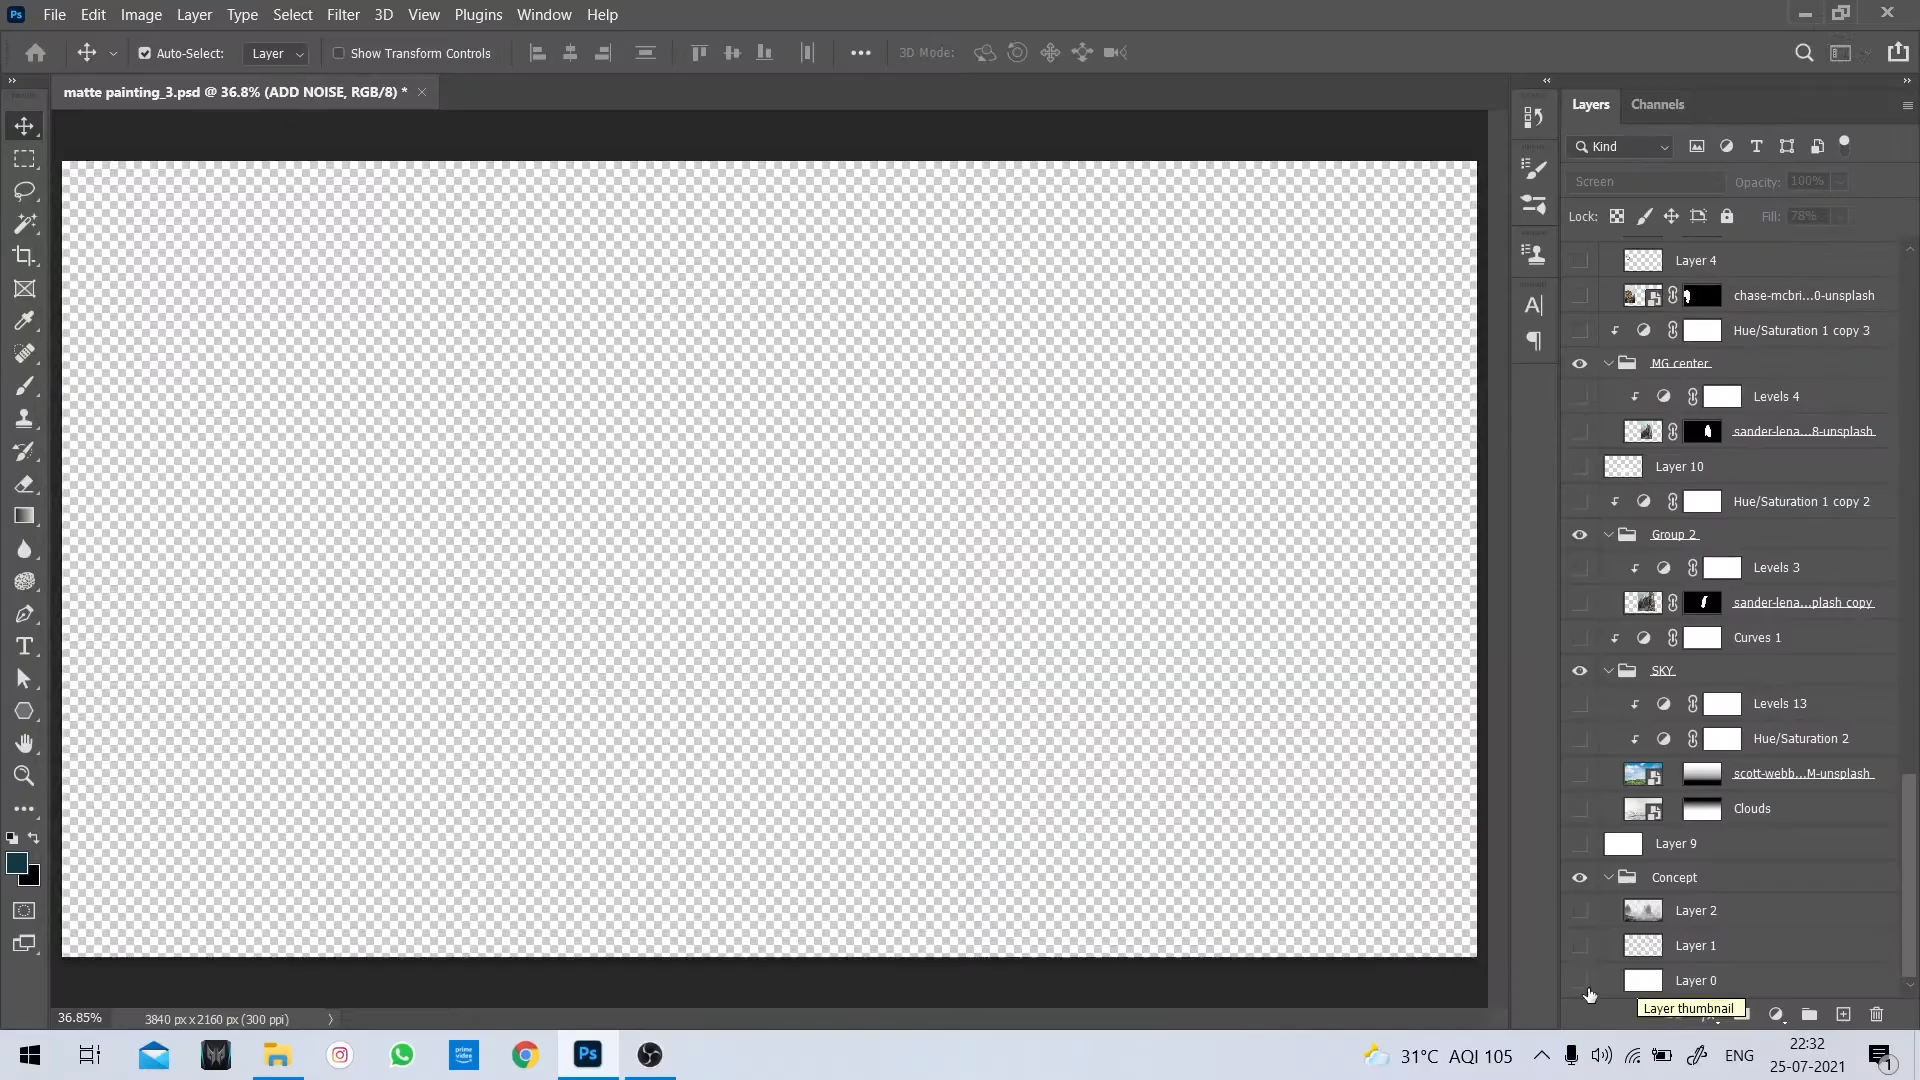 Ps File Edit Image Layer Type Select Filter 3D View Plugins Window Help
Auto-Select: Layer Show Transform Controls 3D Mode:
matte painting_3.psd @ 36.8% (ADD NOISE, RGB/8) *
Layers Channels
Kind
Screen Opacity: 100%
Lock: Fill: 78%
Layer 4
chase-mcbri...0-unsplash
Hue/Saturation 1 copy 3
MG center
Levels 4
sander-lena...8-unsplash
Layer 10
Hue/Saturation 1 copy 2
Group 2
Levels 3
sander-lena...plash copy
Curves 1
SKY
Levels 13
Hue/Saturation 2
scott-webb...M-unsplash
Clouds
Layer 9
Concept
Layer 2
Layer 1
Layer 0
Layer thumbnail
36.85% 3840 px x 2160 px (300 ppi)
prime video
Ps
31°C AQI 105 ENG
22:32
25-07-2021
1